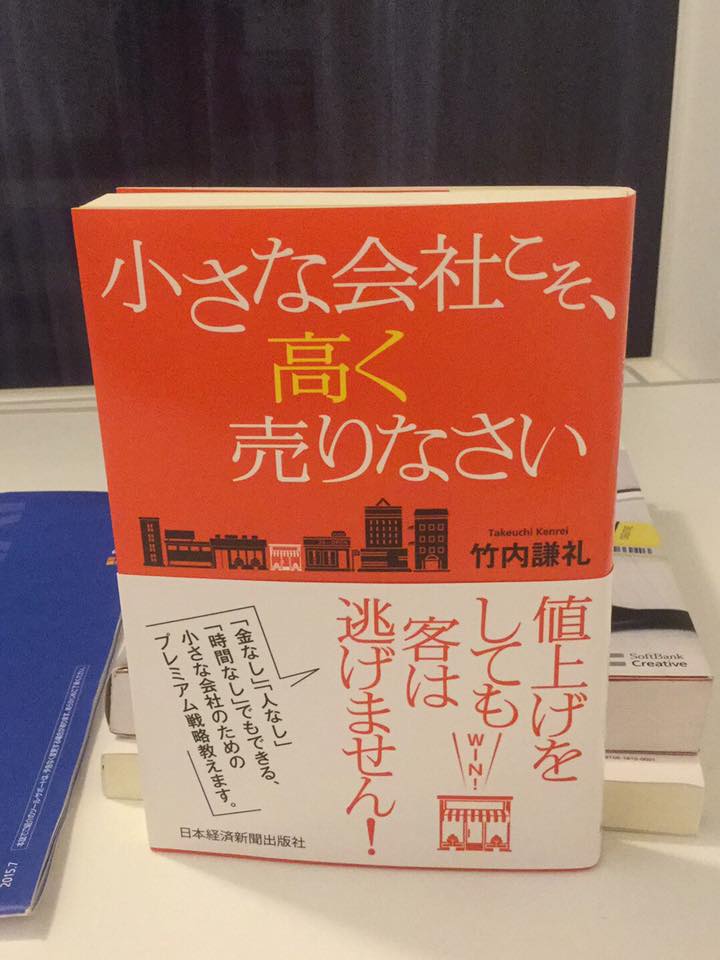 小さな会社こそ、
高く
売りなさい
Takeuchi Kenrei
竹内謙礼
値上げを
しても
客は
逃げません！
WIN!
「金なし」「人なし」
「時間なし」でもできる、
小さな会社のための
プレミアム戦略教えます。
日本経済新聞出版社
SoftBank
Creative
2015.7